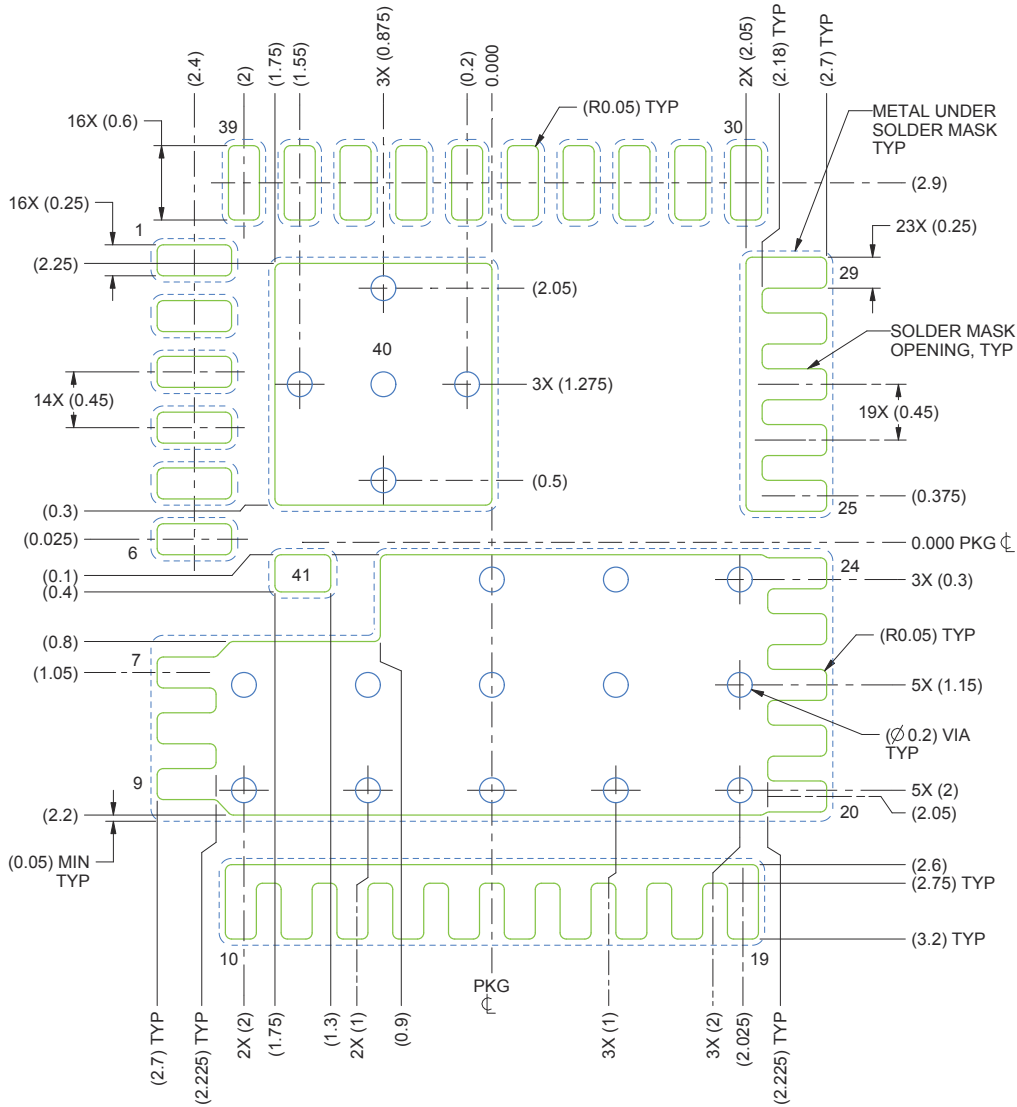 (2.4)
(2)
(1.75)
(1.55)
3X (0.875)
(0.2)
0.000
2X (2.05)
(2.18) TYP
(2.7) TYP
16X (0.6)
39
(R0.05) TYP
30
METAL UNDER
SOLDER MASK
TYP
(2.9)
16X (0.25)
1
23X (0.25)
(2.25)
29
(2.05)
SOLDER MASK
OPENING, TYP
40
3X (1.275)
14X (0.45)
19X (0.45)
(0.5)
(0.375)
(0.3)
25
(0.025)
6
0.000 PKG ℄
(0.1)
41
24
(0.4)
3X (0.3)
(0.8)
(R0.05) TYP
7
(1.05)
5X (1.15)
(Ø 0.2) VIA
TYP
9
5X (2)
(2.2)
20
(2.05)
(0.05) MIN
TYP
(2.6)
(2.75) TYP
(3.2) TYP
10
19
PKG
℄
(2.7) TYP
(2.225) TYP
2X (2)
(1.75)
(1.3)
2X (1)
(0.9)
3X (1)
3X (2)
(2.025)
(2.225) TYP